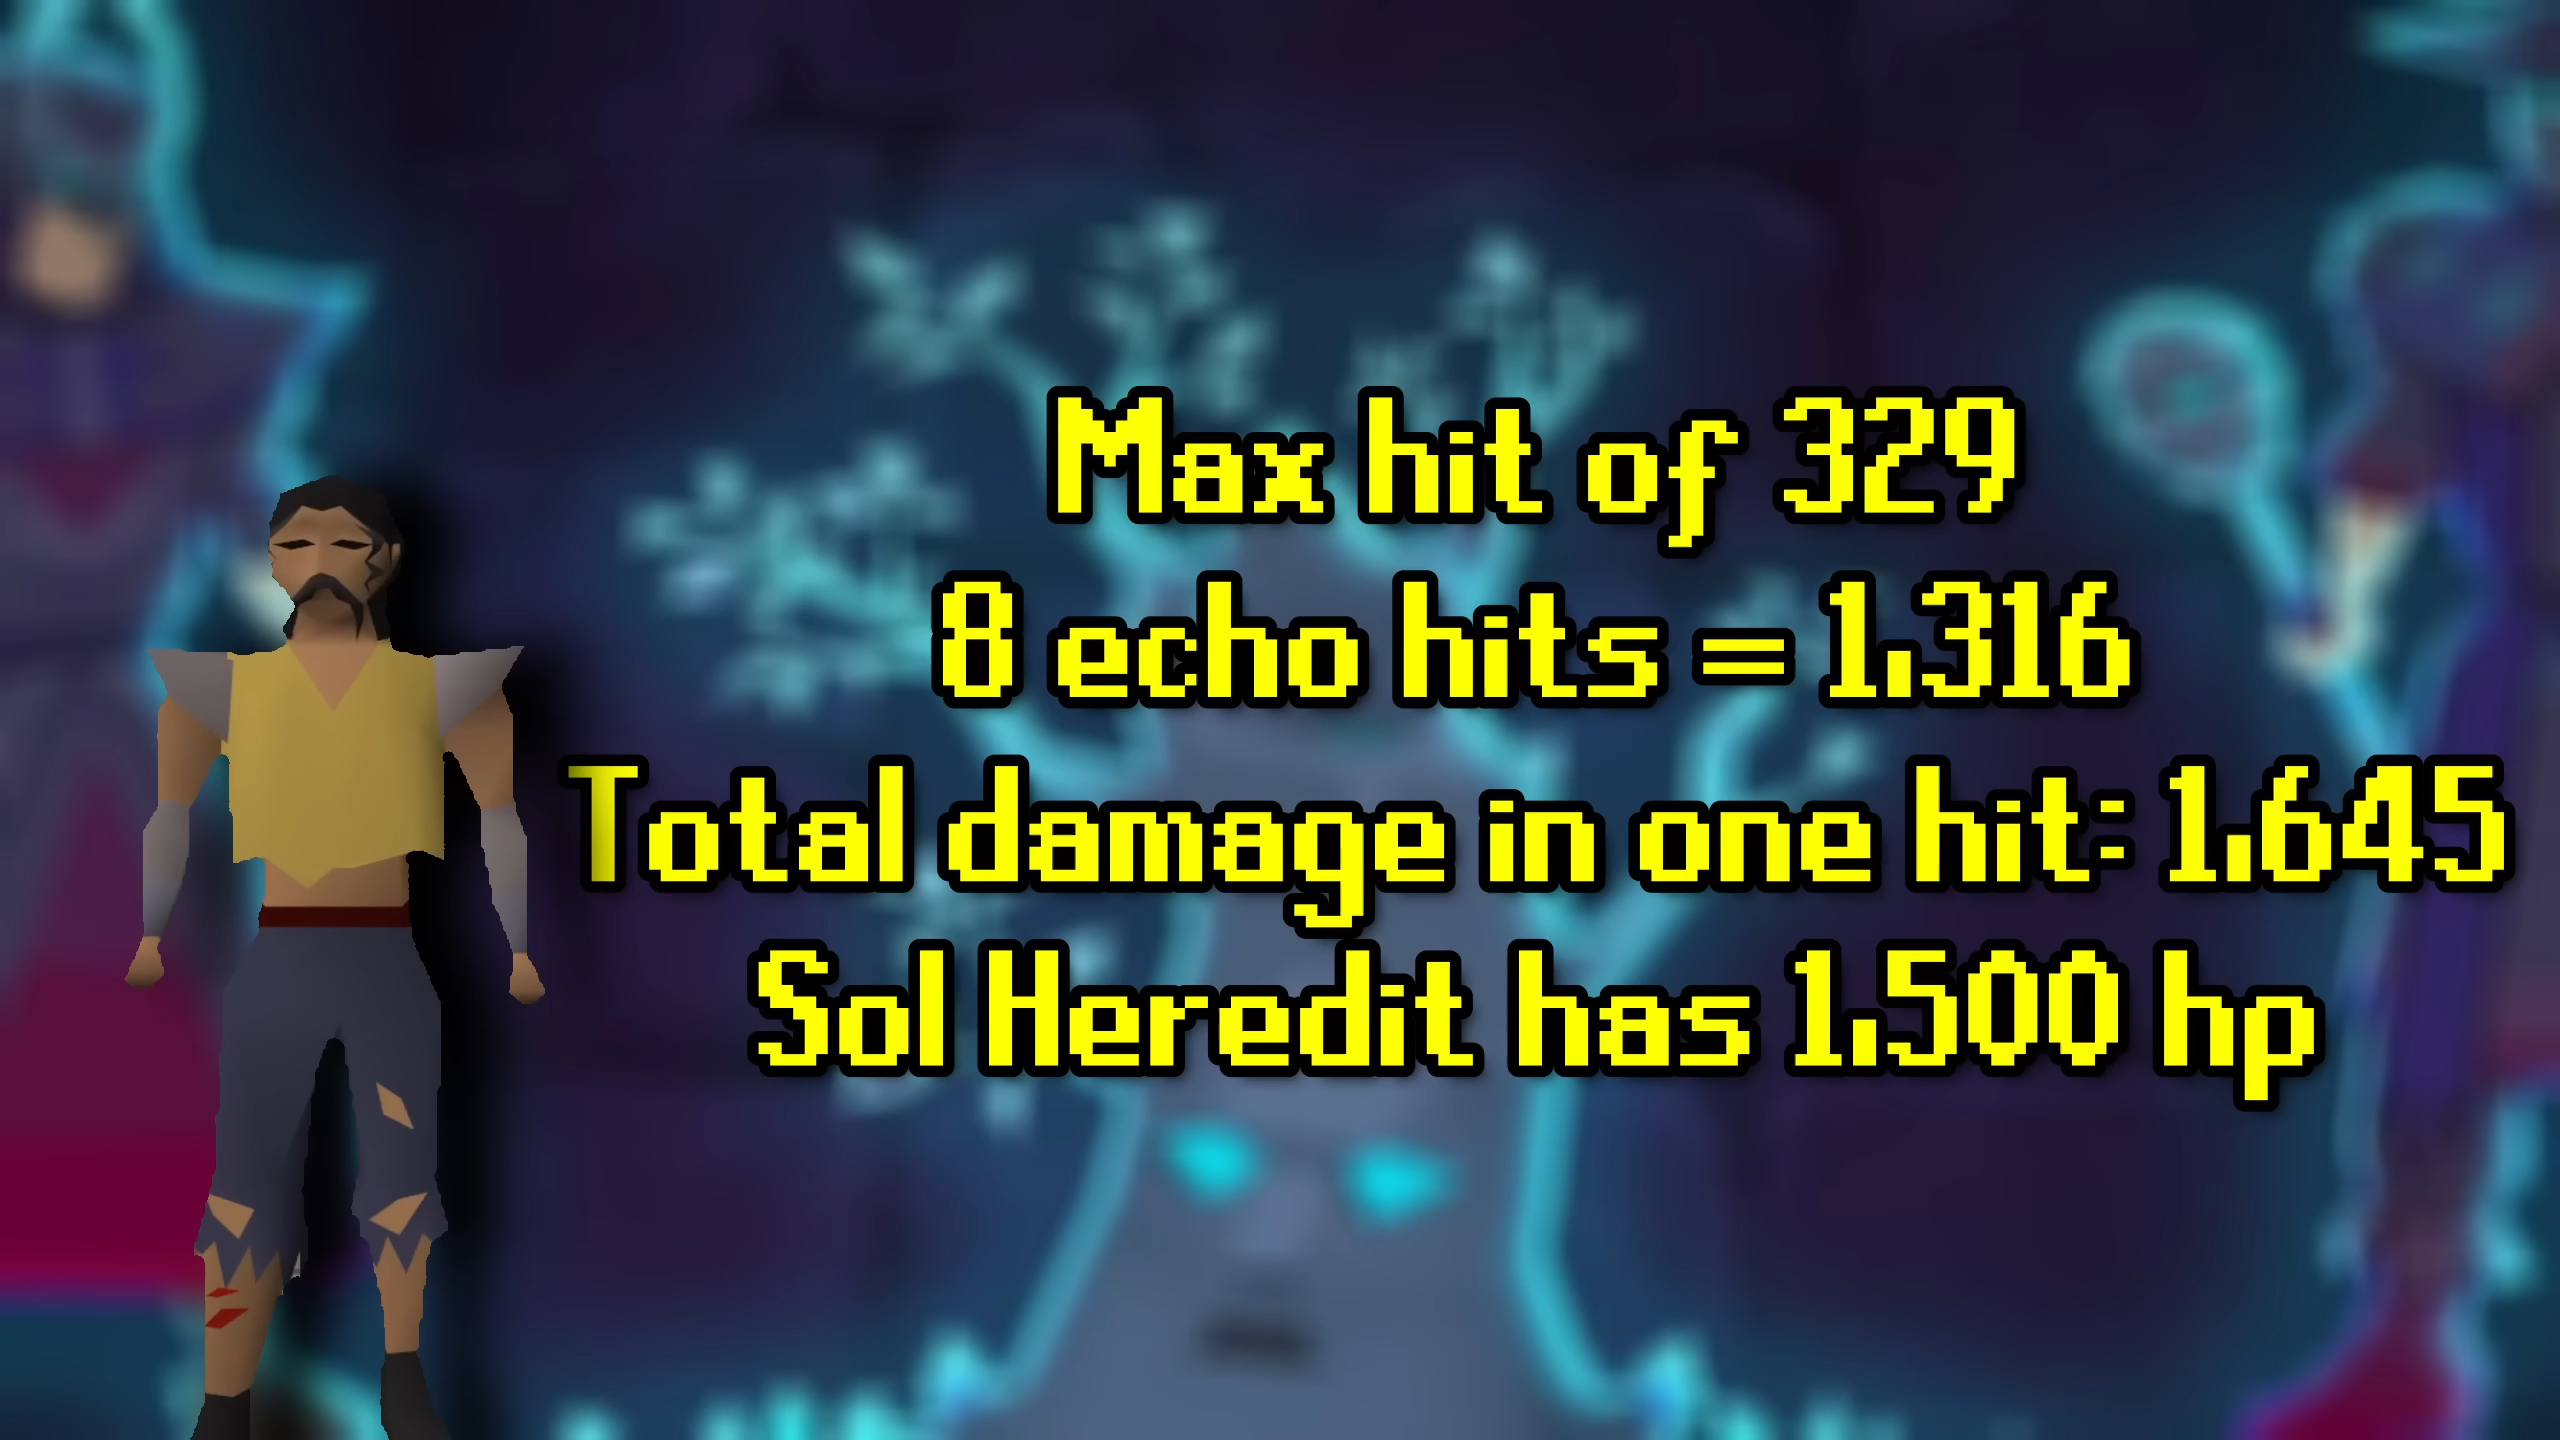 Max hit of 329
8 echo hits = 1,316
Total damage in one hit: 1,645
Sol Heredit has 1,500 hp